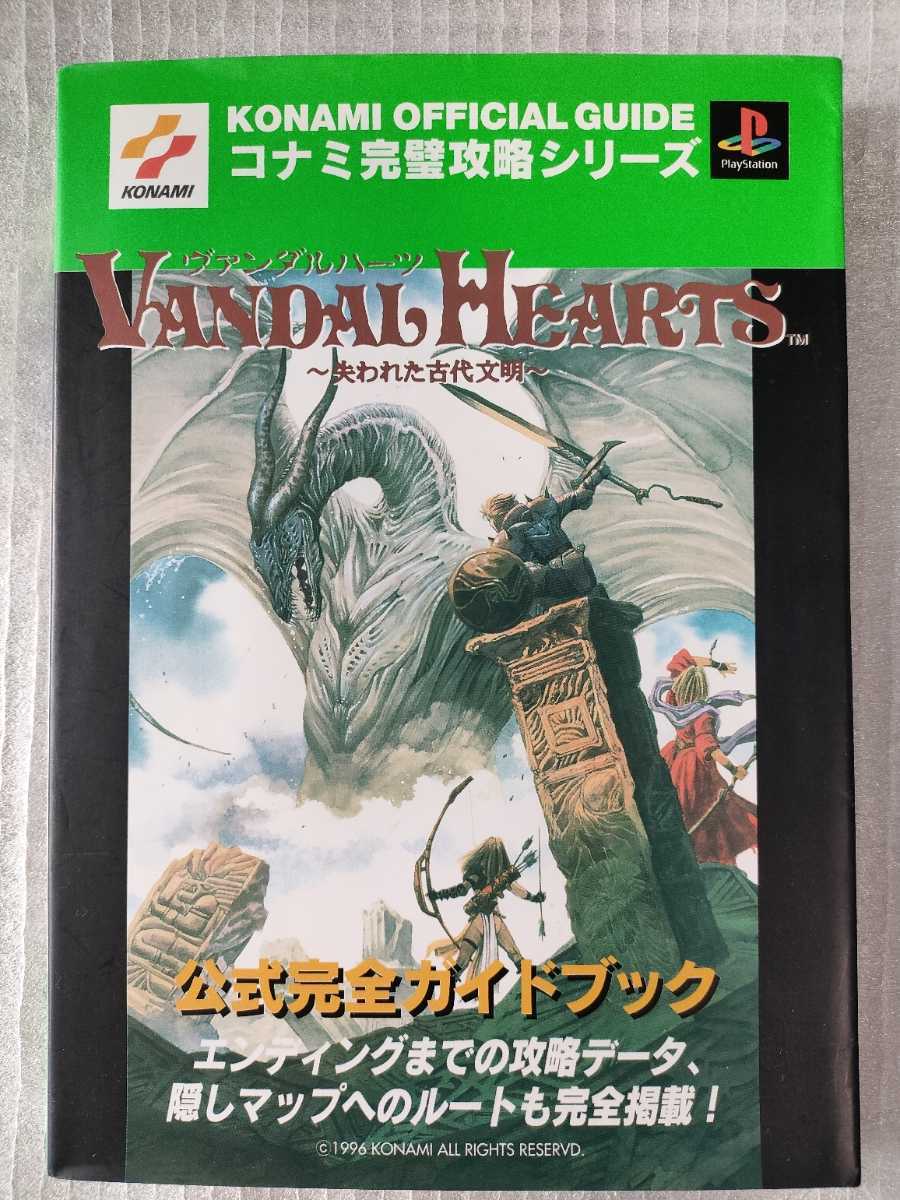 KONAMI OFFICIAL GUIDE
コナミ完璧攻略シリーズ
KONAMI
PlayStation
ヴァンダルハーツ
VANDAL HEARTS™
～失われた古代文明～
公式完全ガイドブック
エンディングまでの攻略データ、
隠しマップへのルートも完全掲載!
©1996 KONAMI ALL RIGHTS RESERVD.